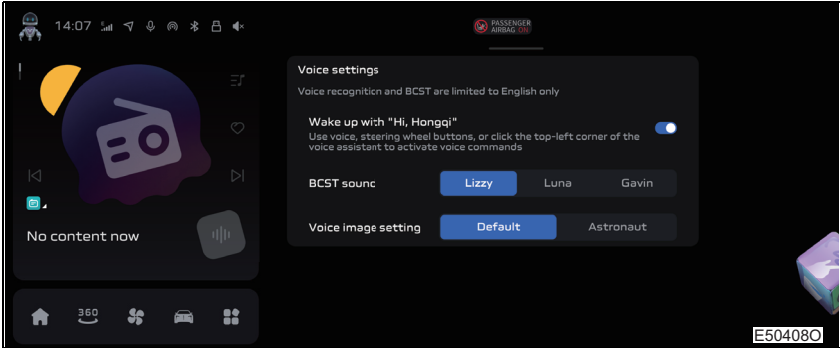 14:07
PASSENGER
AIRBAG ON
Voice settings
Voice recognition and BCST are limited to English only
Wake up with "Hi, Hongqi"
Use voice, steering wheel buttons, or click the top-left corner of the
voice assistant to activate voice commands
BCST sound Lizzy Luna Gavin
Voice image setting Default Astronaut
No content now
360
E50408O